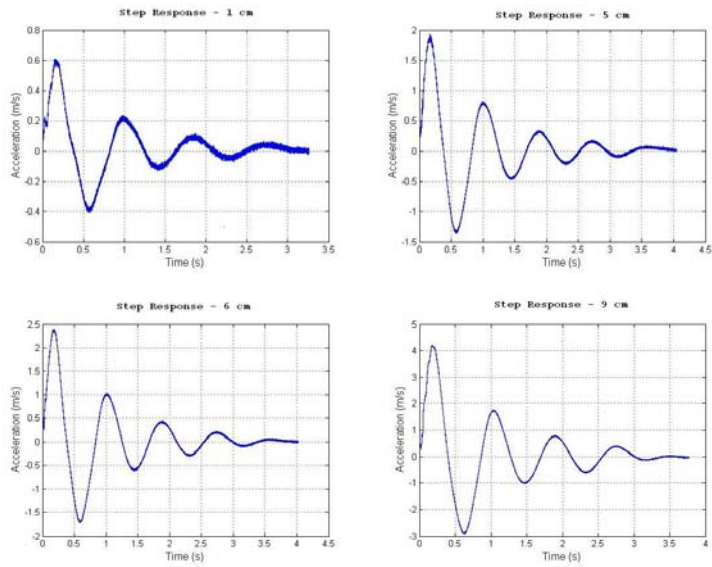 Step Response - 1 cm
Acceleration (m/s)
0.8
0.6
0.4
0.2
0
-0.2
-0.4
-0.6
0 0.5 1 1.5 2 2.5 3 3.5
Time (s)
Step Response - 5 cm
Acceleration (m/s)
2
1.5
1
0.5
0
-0.5
-1
-1.5
0 0.5 1 1.5 2 2.5 3 3.5 4 4.5
Time (s)
Step Response - 6 cm
Acceleration (m/s)
2.5
2
1.5
1
0.5
0
-0.5
-1
-1.5
-2
0 0.5 1 1.5 2 2.5 3 3.5 4 4.5
Time (s)
Step Response - 9 cm
Acceleration (m/s)
5
4
3
2
1
0
-1
-2
-3
0 0.5 1 1.5 2 2.5 3 3.5 4
Time (s)